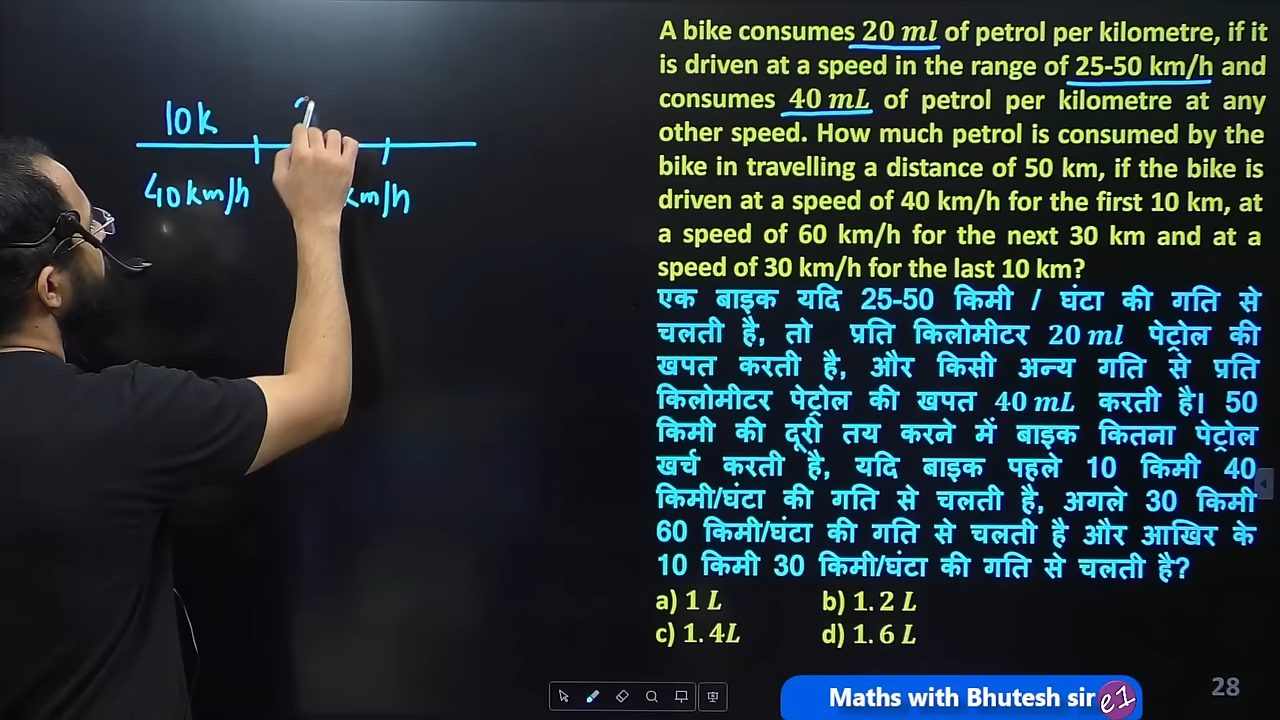 10k
40km/h
km/h
A bike consumes 20 ml of petrol per kilometre, if it
is driven at a speed in the range of 25-50 km/h and
consumes 40 mL of petrol per kilometre at any
other speed. How much petrol is consumed by the
bike in travelling a distance of 50 km, if the bike is
driven at a speed of 40 km/h for the first 10 km, at
a speed of 60 km/h for the next 30 km and at a
speed of 30 km/h for the last 10 km?
एक बाइक यदि 25-50 किमी / घंटा की गति से
चलती है, तो प्रति किलोमीटर 20 ml पेट्रोल की
खपत करती है, और किसी अन्य गति से प्रति
किलोमीटर पेट्रोल की खपत 40 mL करती है। 50
किमी की दूरी तय करने में बाइक कितना पेट्रोल
खर्च करती है, यदि बाइक पहले 10 किमी 40
किमी/घंटा की गति से चलती है, अगले 30 किमी
60 किमी/घंटा की गति से चलती है और आखिर के
10 किमी 30 किमी/घंटा की गति से चलती है?
a) 1 L b) 1. 2 L
c) 1. 4L d) 1. 6 L
Maths with Bhutesh sir e1
28